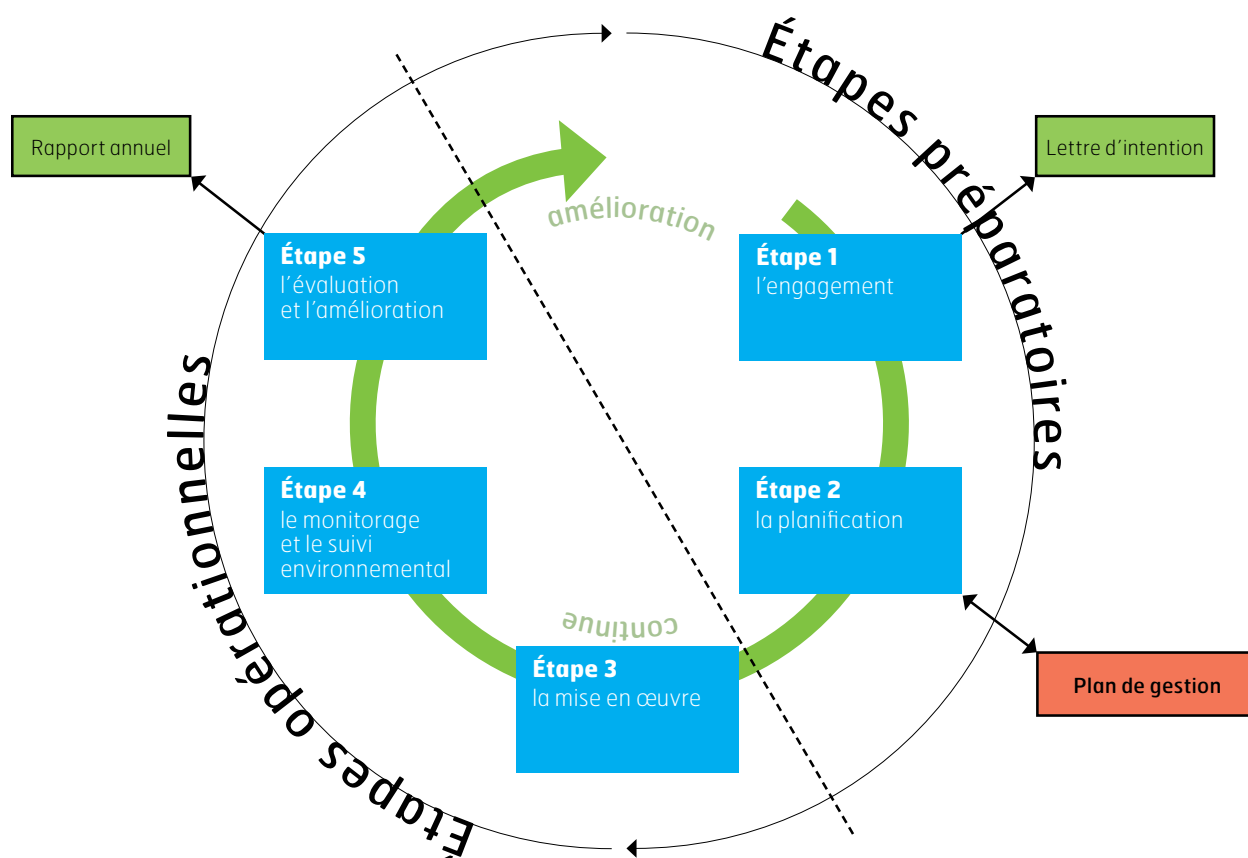 Étapes préparatoires
Rapport annuel
Lettre d'intention
amélioration
Étape 5
l'évaluation
et l'amélioration
Étape 1
l'engagement
Étapes opérationnelles
Étape 4
le monitorage
et le suivi
environnemental
Étape 2
la planification
continue
Étape 3
la mise en œuvre
Plan de gestion